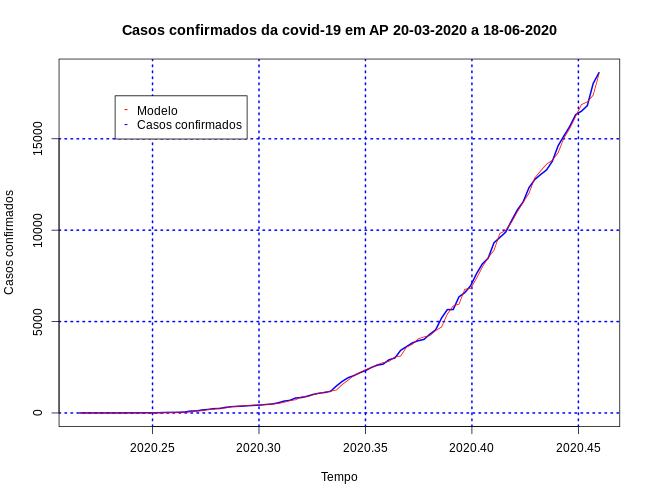 Casos confirmados da covid-19 em AP 20-03-2020 a 18-06-2020
Modelo
Casos confirmados
Casos confirmados
15000
10000
5000
0
2020.25 2020.30 2020.35 2020.40 2020.45
Tempo